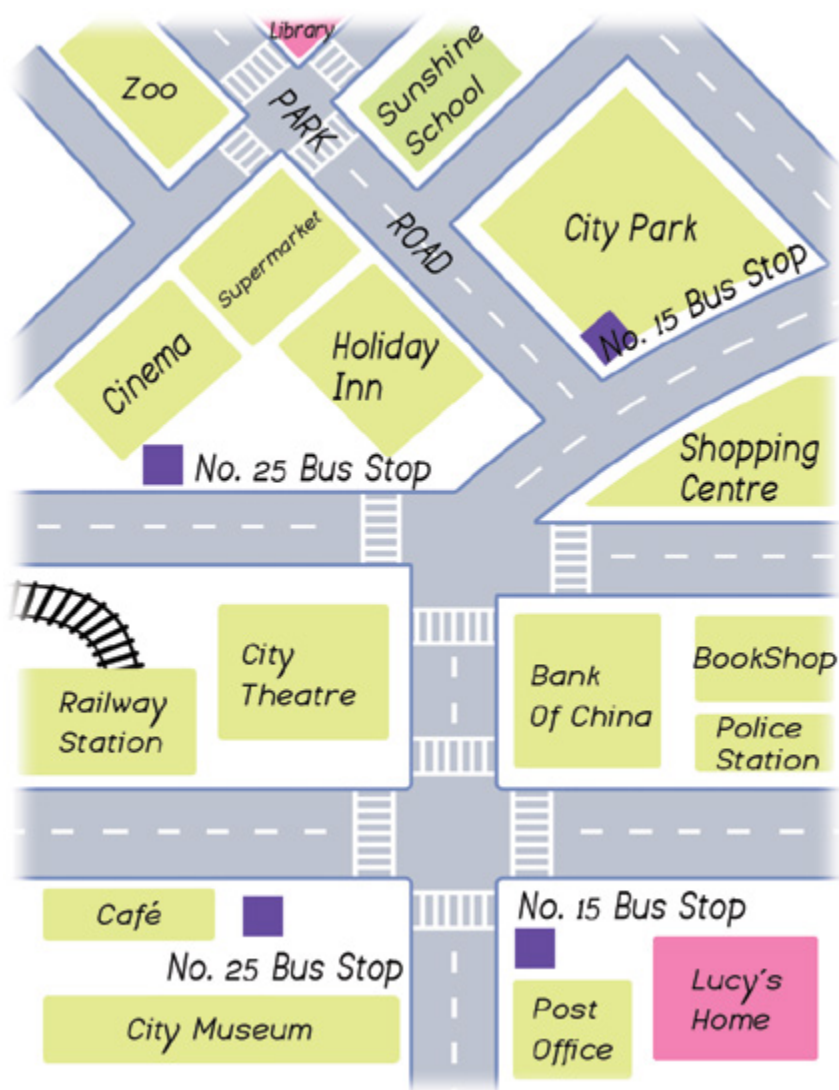 Library
Zoo
PARK
Sunshine
School
ROAD
City Park
Supermarket
No. 15 Bus Stop
Cinema
Holiday
Inn
No. 25 Bus Stop
Shopping
Centre
City
Theatre
Bank
Of China
BookShop
Railway
Station
Police
Station
Café
No. 25 Bus Stop
City Museum
No. 15 Bus Stop
Post
Office
Lucy's
Home